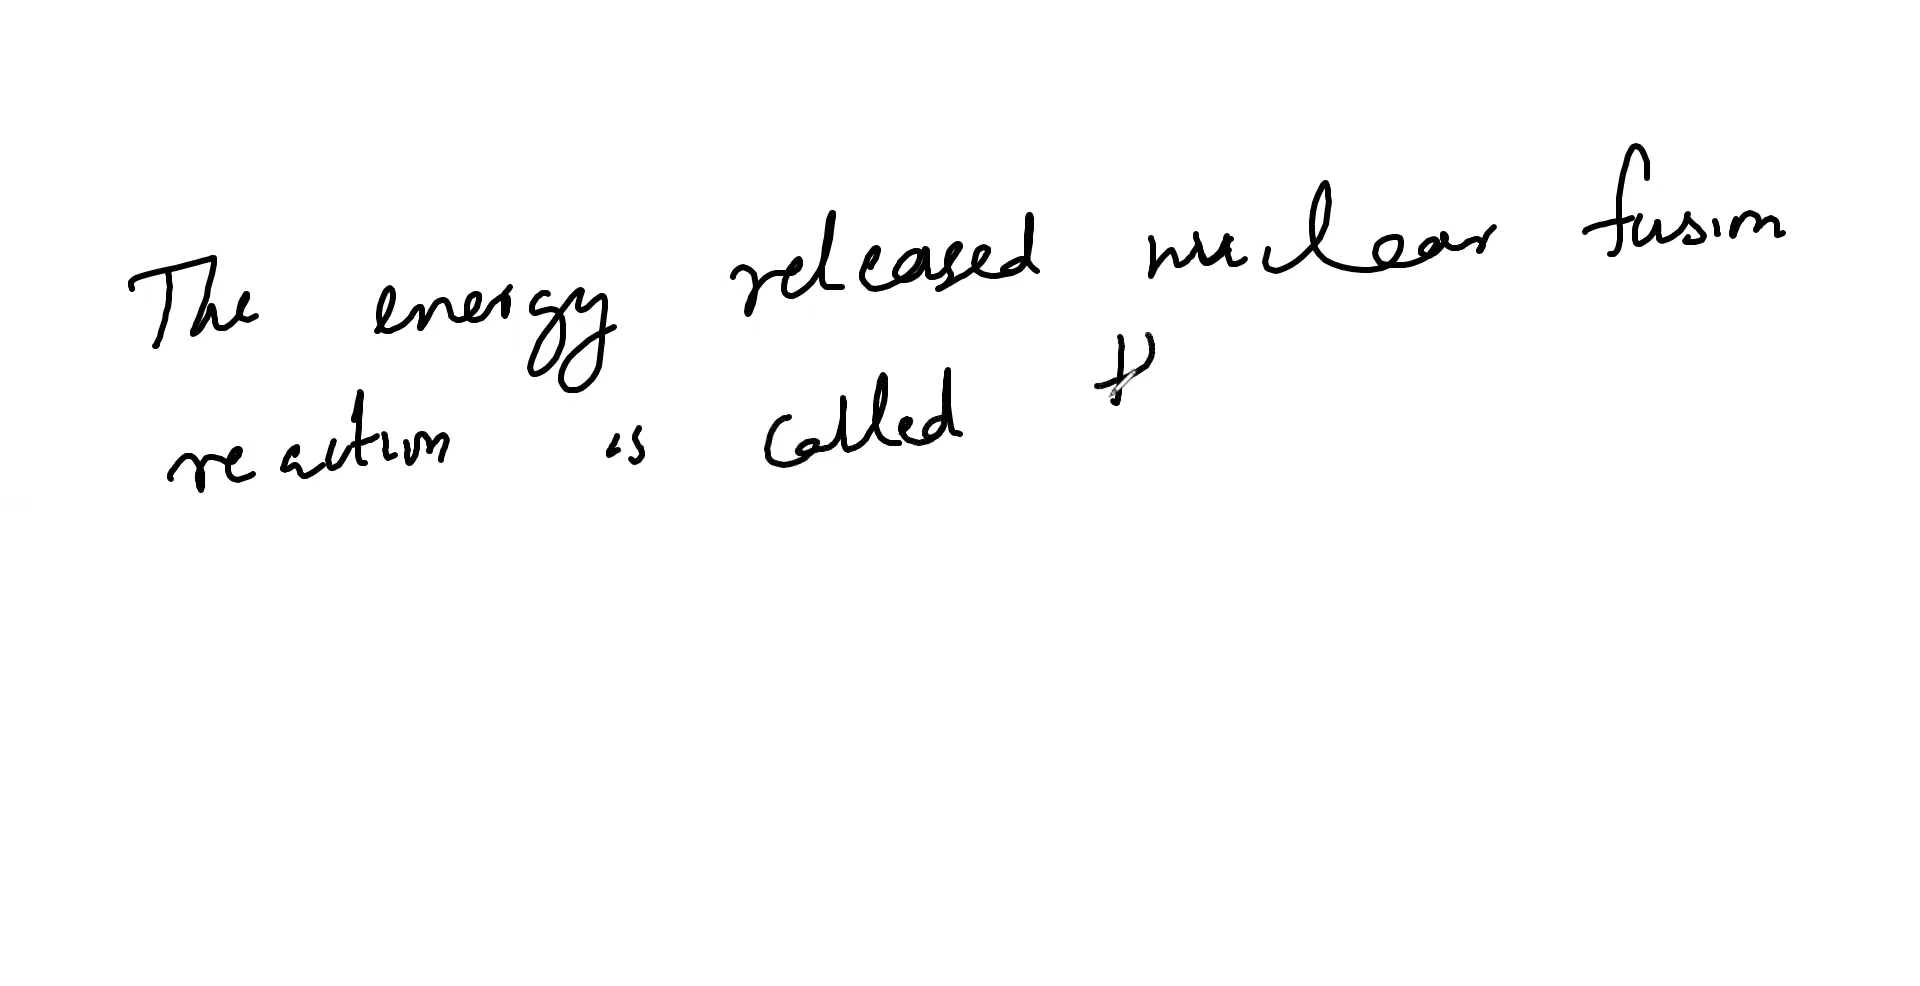 The energy released nuclear fusion
reaction is called